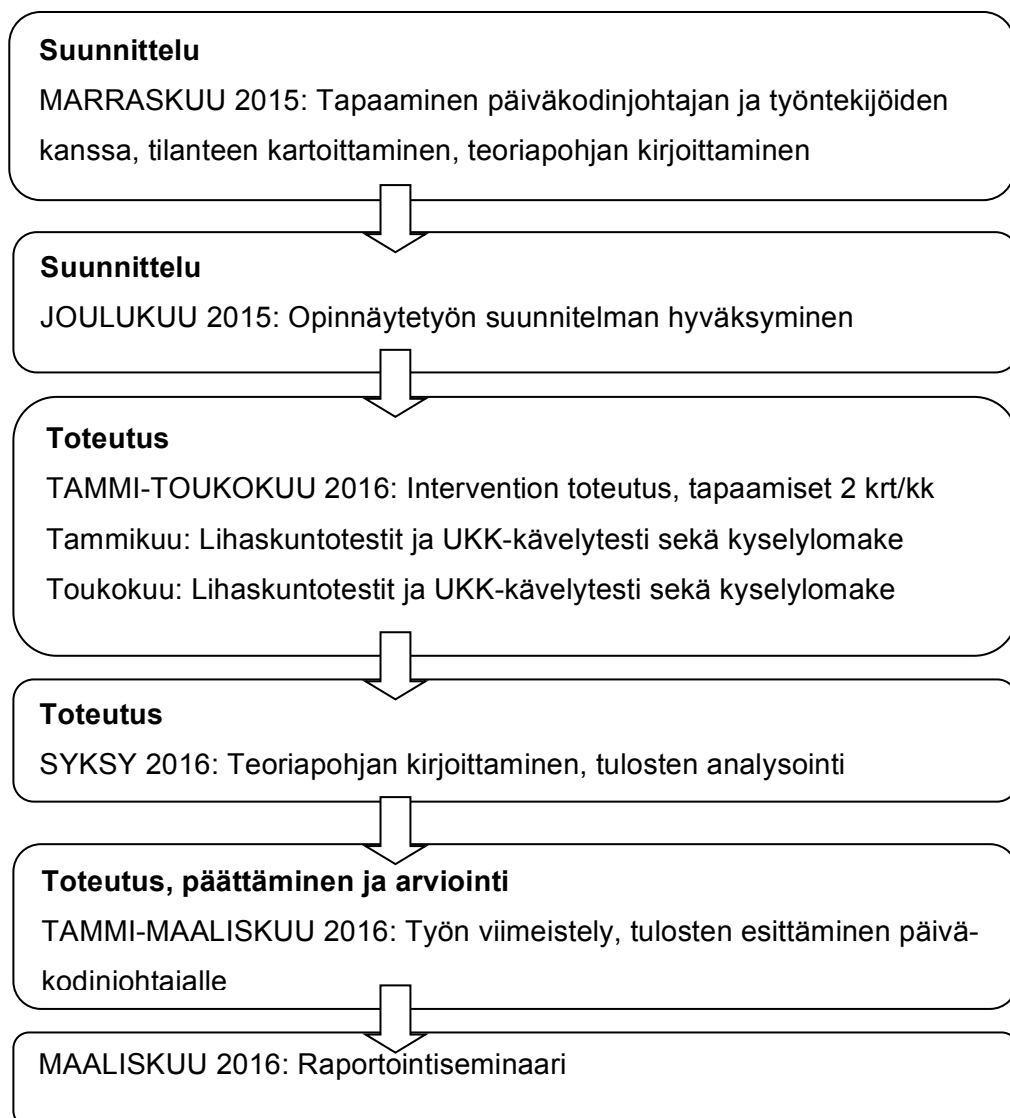 Suunnittelu
MARRASKUU 2015: Tapaaminen päiväkodinjohtajan ja työntekijöiden
kanssa, tilanteen kartoittaminen, teoriapohjan kirjoittaminen
Suunnittelu
JOULUKUU 2015: Opinnäytetyön suunnitelman hyväksyminen
Toteutus
TAMMI-TOUKOKUU 2016: Intervention toteutus, tapaamiset 2 krt/kk
Tammikuu: Lihaskuntotestit ja UKK-kävelytesti sekä kyselylomake
Toukokuu: Lihaskuntotestit ja UKK-kävelytesti sekä kyselylomake
Toteutus
SYKSY 2016: Teoriapohjan kirjoittaminen, tulosten analysointi
Toteutus, päättäminen ja arviointi
TAMMI-MAALISKUU 2016: Työn viimeistely, tulosten esittäminen päivä-
kodinjohtajalle
MAALISKUU 2016: Raportointiseminaari